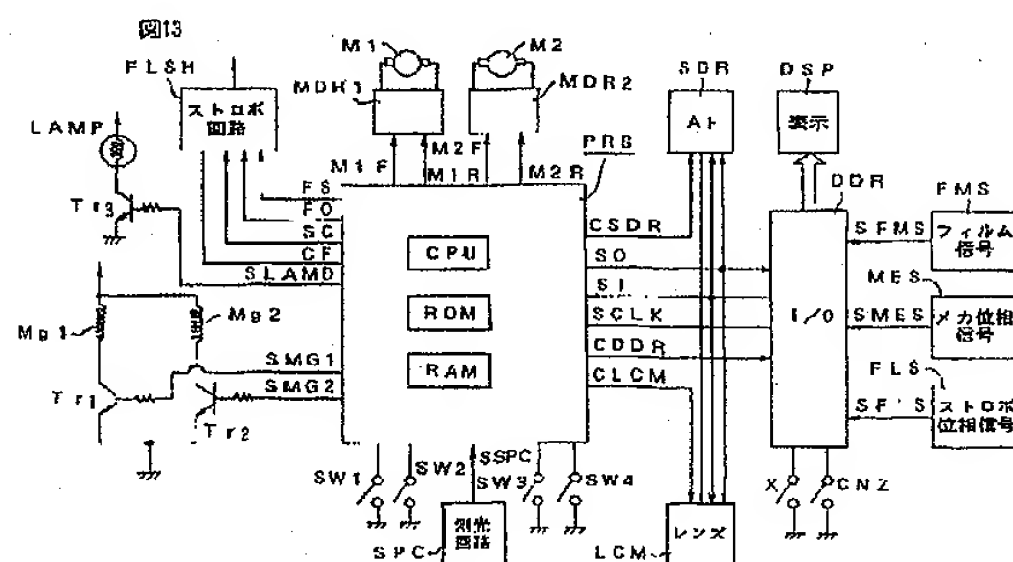 図13
M1
M2
FLSH
MDR1
MDR2
SDR
DSP
ストロボ
回路
AF
表示
LAMP
M1F
M2F
M1R
M2R
PRS
DDR
FMS
Tr3
FS
FO
SC
CF
SLAMD
CPU
ROM
RAM
CSDR
SO
SI
SCLK
CDDR
CLCM
I/O
SFMS
フィルム
信号
MES
SMES
メカ位相
信号
FLS
ストロボ
位相信号
Mg1
Mg2
SMG1
SMG2
Tr1
Tr2
SW1
SW2
SSPC
SW3
SW4
X
CNZ
測光
回路
SPC
LCM
レンズ